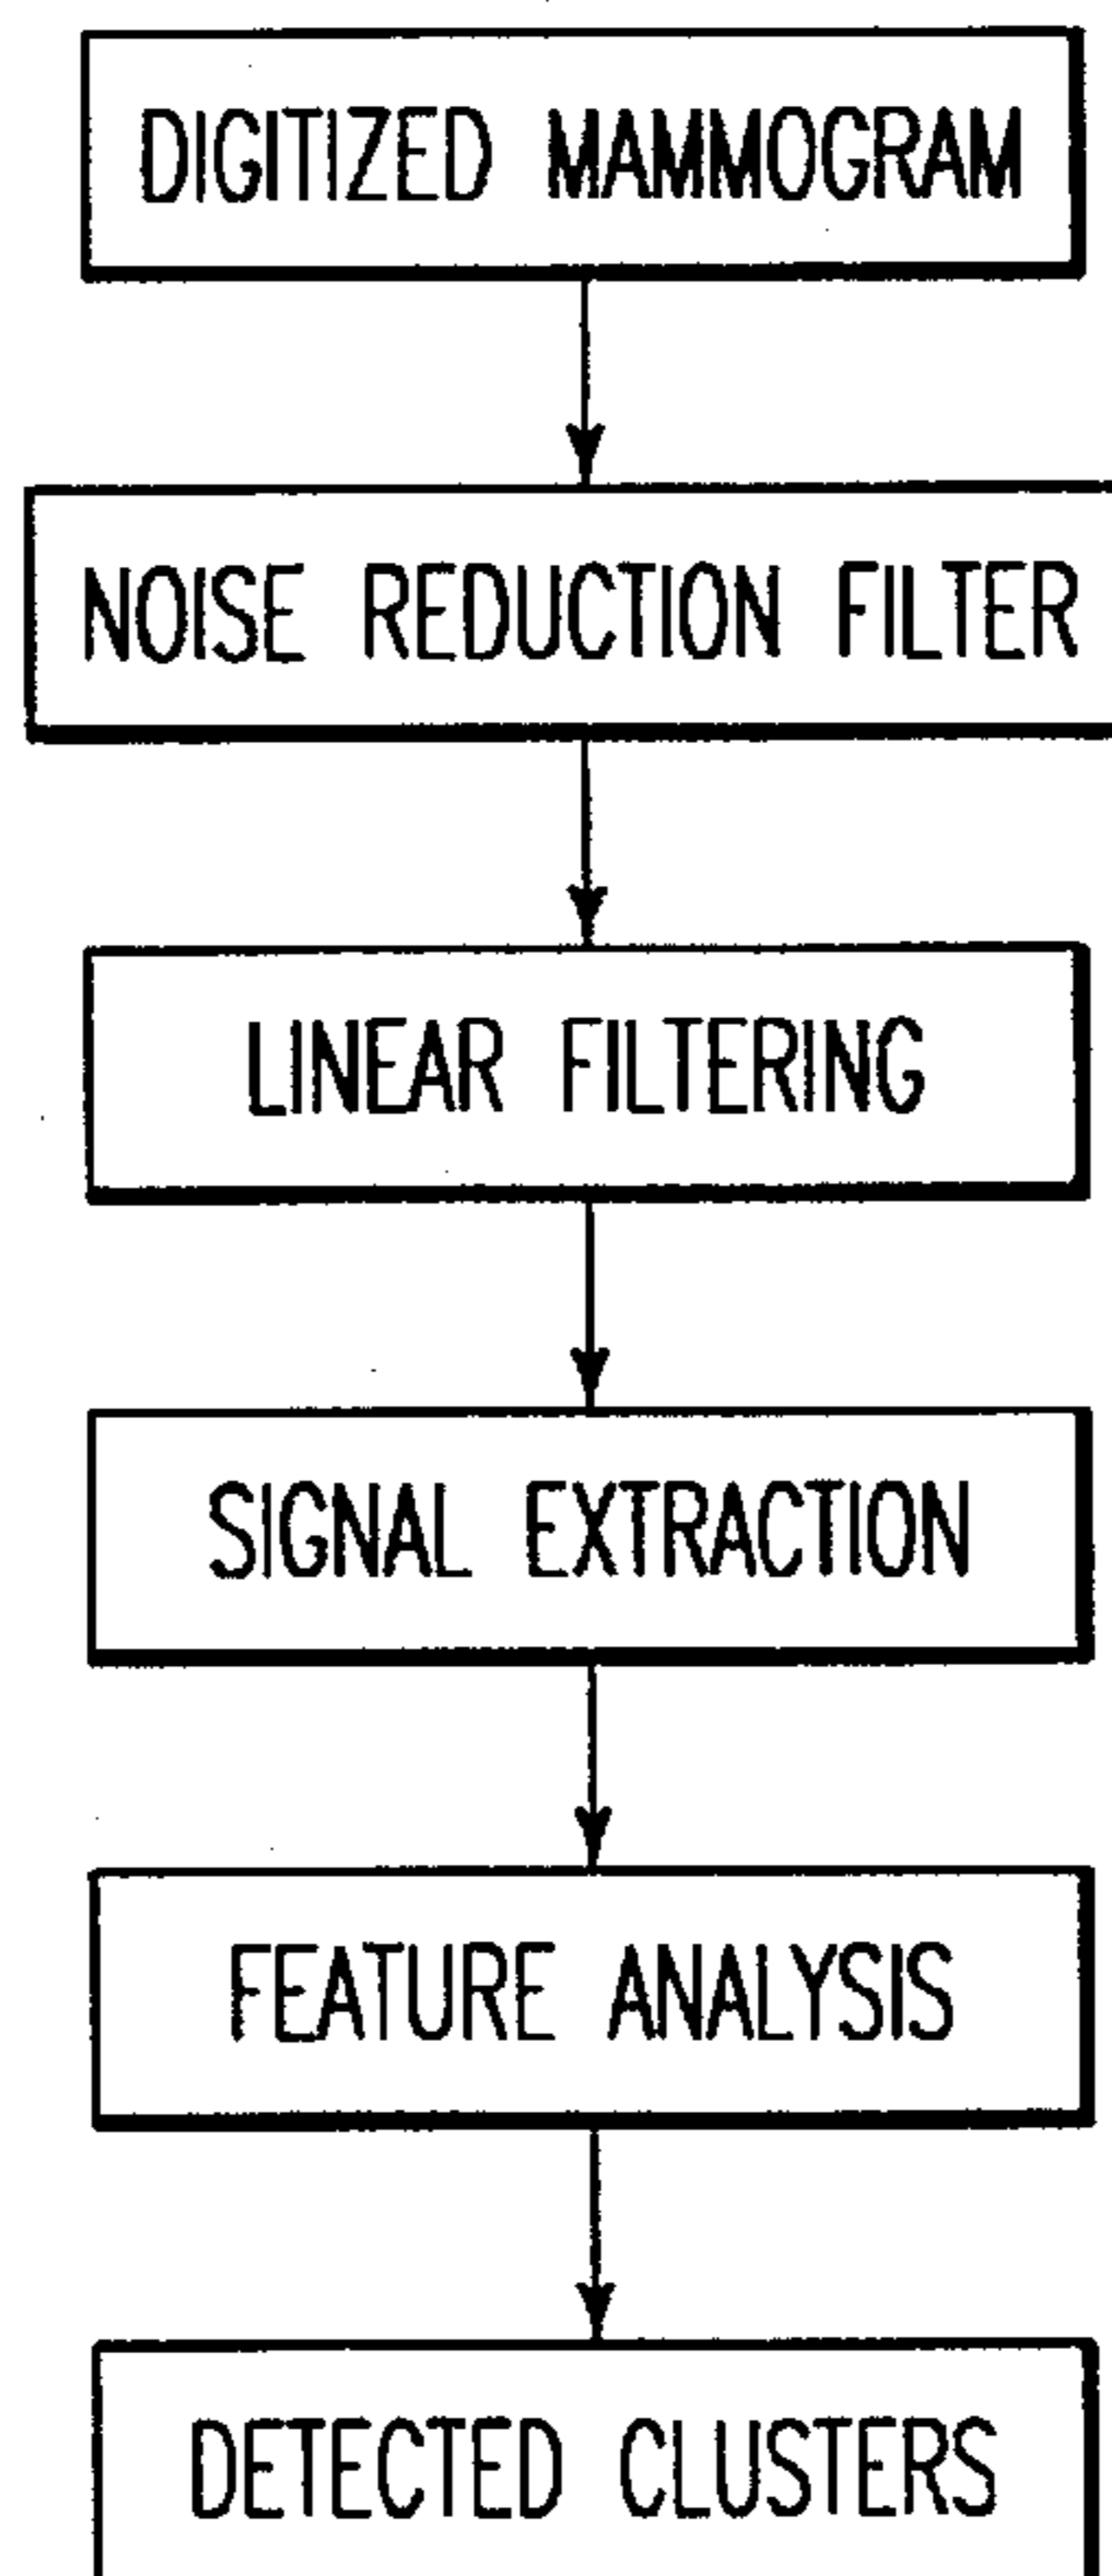 DIGITIZED MAMMOGRAM
NOISE REDUCTION FILTER
LINEAR FILTERING
SIGNAL EXTRACTION
FEATURE ANALYSIS
DETECTED CLUSTERS